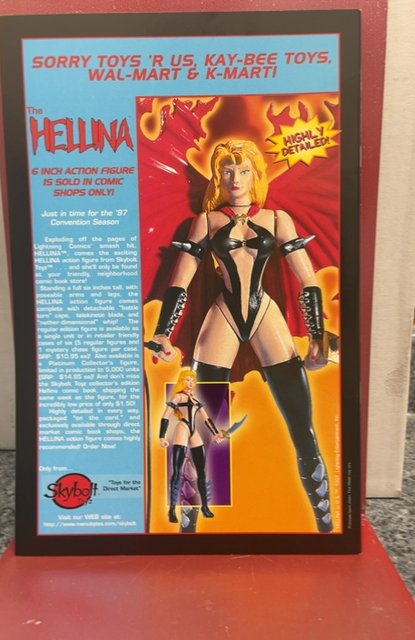 SORRY TOYS 'R US, KAY-BEE TOYS,
WAL-MART & K-MART!
The
HELLINA™
HIGHLY
DETAILED!
6 INCH ACTION FIGURE
IS SOLD IN COMIC
SHOPS ONLY!
Just in time for the '97
Convention Season
Exploding off the pages of
Lightning Comics' smash hit,
HELLINA™, comes the exciting
HELLINA action figure from Skybolt
Toyz™ . . . and she'll only be found
at your friendly, neighborhood
comic book store!
Standing a full six inches tall, with
poseable arms and legs, the
HELLINA action figure comes
complete with detachable "battle
torn" cape, telekinetic blade, and
"nether-dimensional" whip! The
regular edition figure is available as
a single unit or in retailer friendly
cases of six (5 regular figures and
1 mystery chase figure per case.
SRP: $10.95 ea)! Also available is
a Platinum Collector's figure,
limited in production to 5,000 units
(SRP: $14.95 ea)! And don't miss
the Skybolt Toyz collector's edition
Hellina comic book, shipping the
same week as the figure, for the
incredibly low price of only $1.50!
Highly detailed in every way,
packaged "on the card," and
exclusively available through direct
market comic book shops, the
HELLINA action figure comes highly
recommended! Order Now!
Only from...
Skybolt
Toyz
"Toys for the
Direct Market"
Visit our WEB site at: